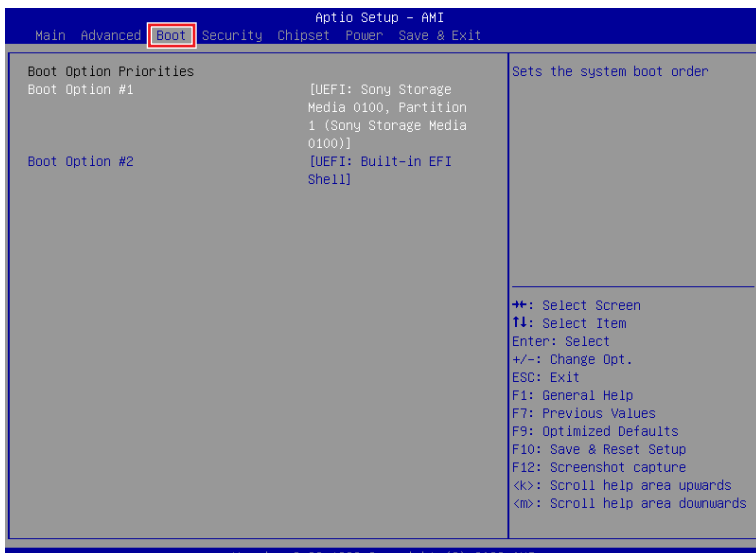 Aptio Setup – AMI
Main Advanced Boot Security Chipset Power Save & Exit
Boot Option Priorities
Boot Option #1 [UEFI: Sony Storage
Media 0100, Partition
1 (Sony Storage Media
0100)]
Boot Option #2 [UEFI: Built-in EFI
Shell]
Sets the system boot order
→←: Select Screen
↑↓: Select Item
Enter: Select
+/-: Change Opt.
ESC: Exit
F1: General Help
F7: Previous Values
F9: Optimized Defaults
F10: Save & Reset Setup
F12: Screenshot capture
<k>: Scroll help area upwards
<m>: Scroll help area downwards